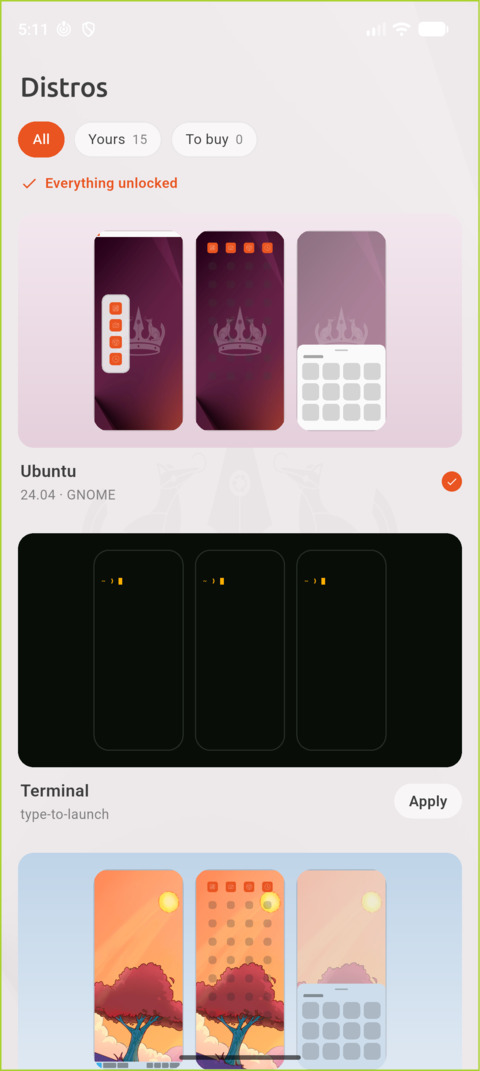 5:11
Distros
All
Yours 15
To buy 0
Everything unlocked
Ubuntu
24.04 · GNOME
~ ›
~ ›
~ ›
Terminal
type-to-launch
Apply